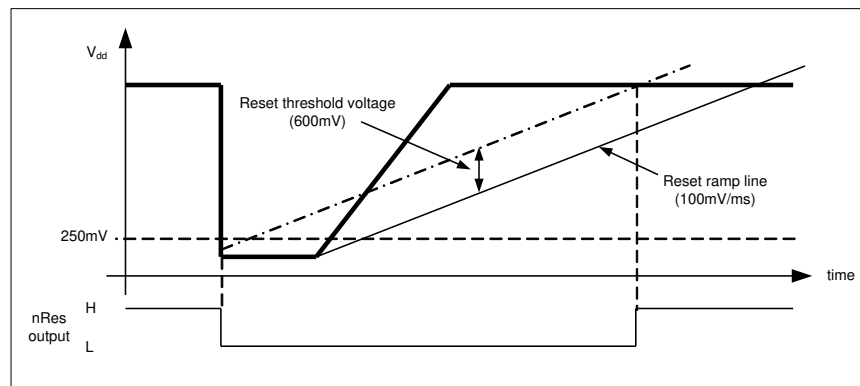 V_dd
Reset threshold voltage
(600mV)
Reset ramp line
(100mV/ms)
250mV
time
H
nRes
output
L